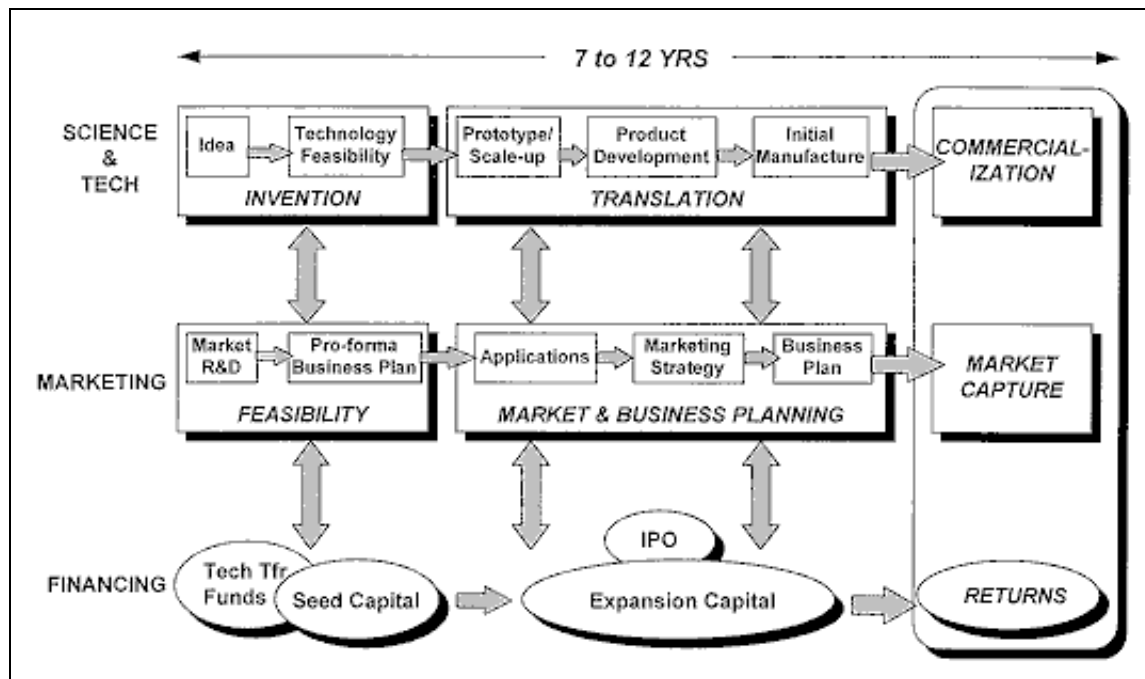 7 to 12 YRS
SCIENCE
&
TECH
Idea
Technology
Feasibility
INVENTION
Prototype/
Scale-up
Product
Development
Initial
Manufacture
TRANSLATION
COMMERCIAL-
IZATION
MARKETING
Market
R&D
Pro-forma
Business Plan
FEASIBILITY
Applications
Marketing
Strategy
Business
Plan
MARKET & BUSINESS PLANNING
MARKET
CAPTURE
FINANCING
Tech Tfr
Funds
Seed Capital
IPO
Expansion Capital
RETURNS